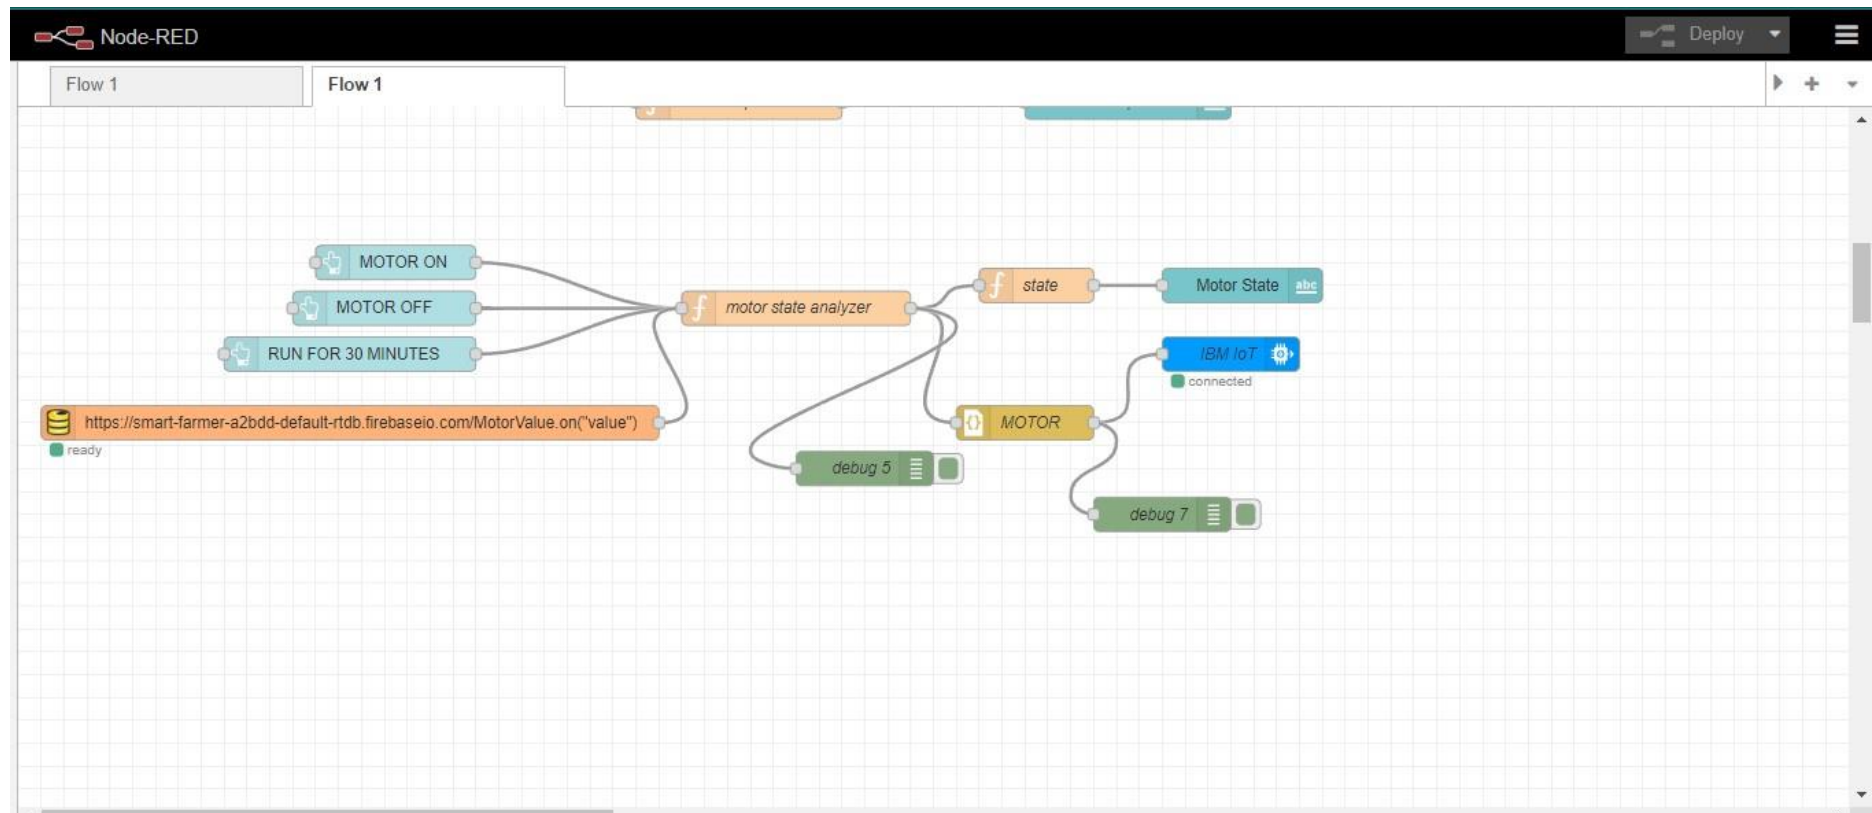 Node-RED
Deploy
Flow 1
Flow 1
MOTOR ON
MOTOR OFF
RUN FOR 30 MINUTES
https://smart-farmer-a2bdd-default-rtdb.firebaseio.com/MotorValue.on("value")
ready
motor state analyzer
state
Motor State
abc
IBM IoT
connected
MOTOR
debug 5
debug 7